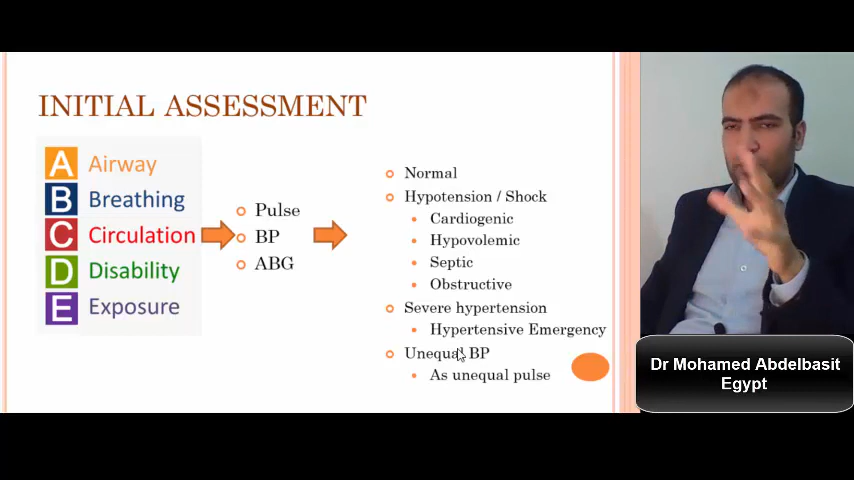 INITIAL ASSESSMENT
A Airway
B Breathing
C Circulation
D Disability
E Exposure
Pulse
BP
ABG
Normal
Hypotension / Shock
Cardiogenic
Hypovolemic
Septic
Obstructive
Severe hypertension
Hypertensive Emergency
Unequal BP
As unequal pulse
Dr Mohamed Abdelbasit
Egypt